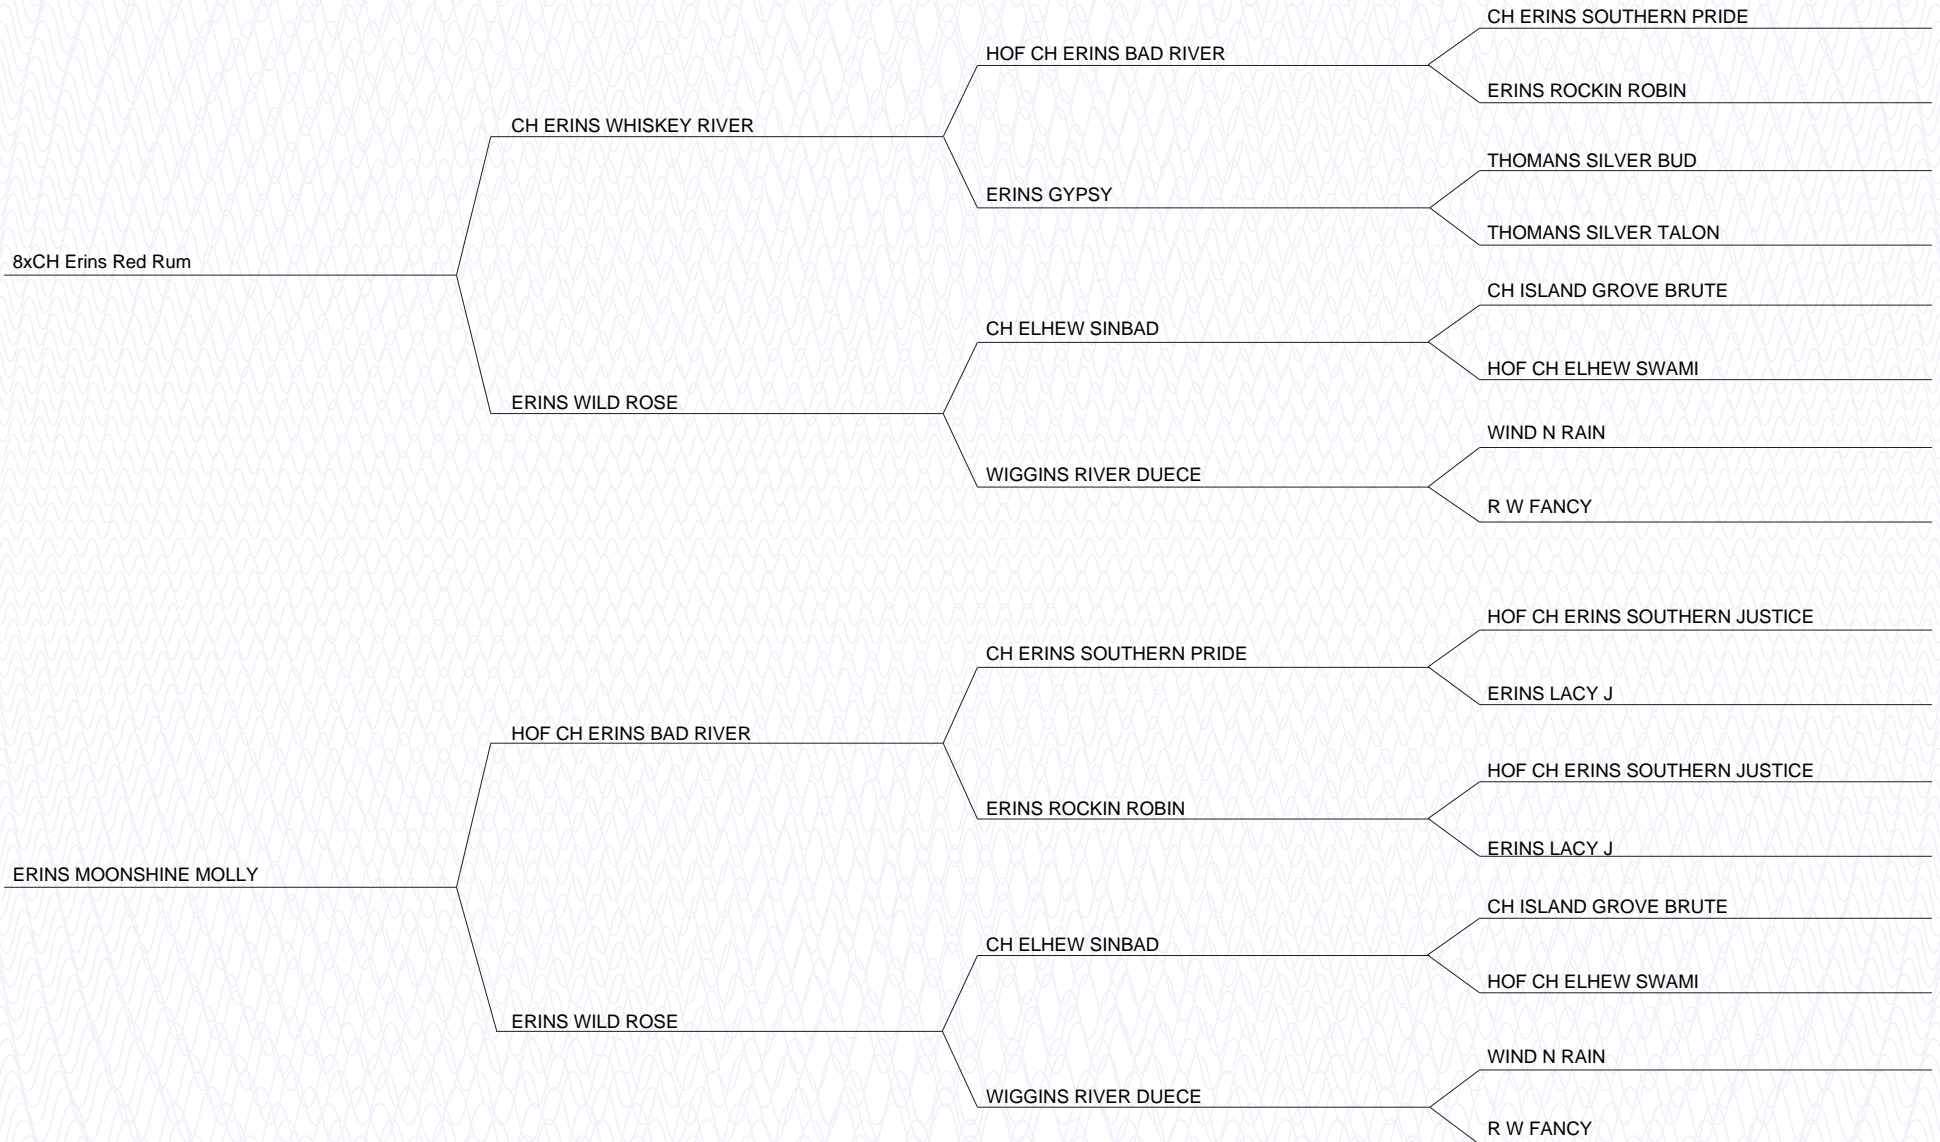 CH ERINS SOUTHERN PRIDE
HOF CH ERINS BAD RIVER
ERINS ROCKIN ROBIN
CH ERINS WHISKEY RIVER
THOMANS SILVER BUD
ERINS GYPSY
THOMANS SILVER TALON
8xCH Erins Red Rum
CH ISLAND GROVE BRUTE
CH ELHEW SINBAD
HOF CH ELHEW SWAMI
ERINS WILD ROSE
WIND N RAIN
WIGGINS RIVER DUECE
R W FANCY
HOF CH ERINS SOUTHERN JUSTICE
CH ERINS SOUTHERN PRIDE
ERINS LACY J
HOF CH ERINS BAD RIVER
HOF CH ERINS SOUTHERN JUSTICE
ERINS ROCKIN ROBIN
ERINS LACY J
ERINS MOONSHINE MOLLY
CH ISLAND GROVE BRUTE
CH ELHEW SINBAD
HOF CH ELHEW SWAMI
ERINS WILD ROSE
WIND N RAIN
WIGGINS RIVER DUECE
R W FANCY